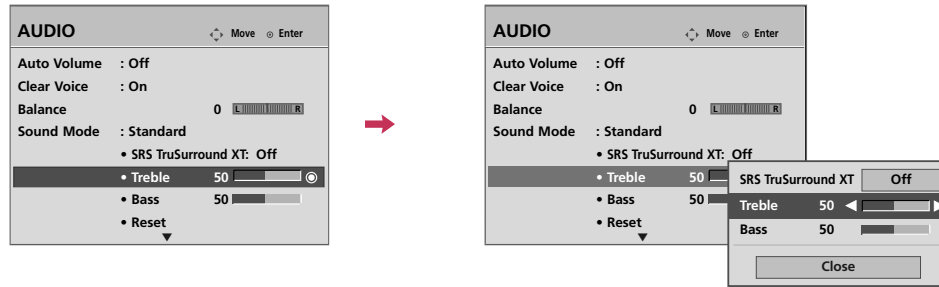 AUDIO Move Enter
Auto Volume : Off
Clear Voice : On
Balance 0 L R
Sound Mode : Standard
• SRS TruSurround XT: Off
• Treble 50
• Bass 50
• Reset
AUDIO Move Enter
Auto Volume : Off
Clear Voice : On
Balance 0 L R
Sound Mode : Standard
• SRS TruSurround XT: Off
• Treble 50
• Bass 50
• Reset
SRS TruSurround XT Off
Treble 50
Bass 50
Close